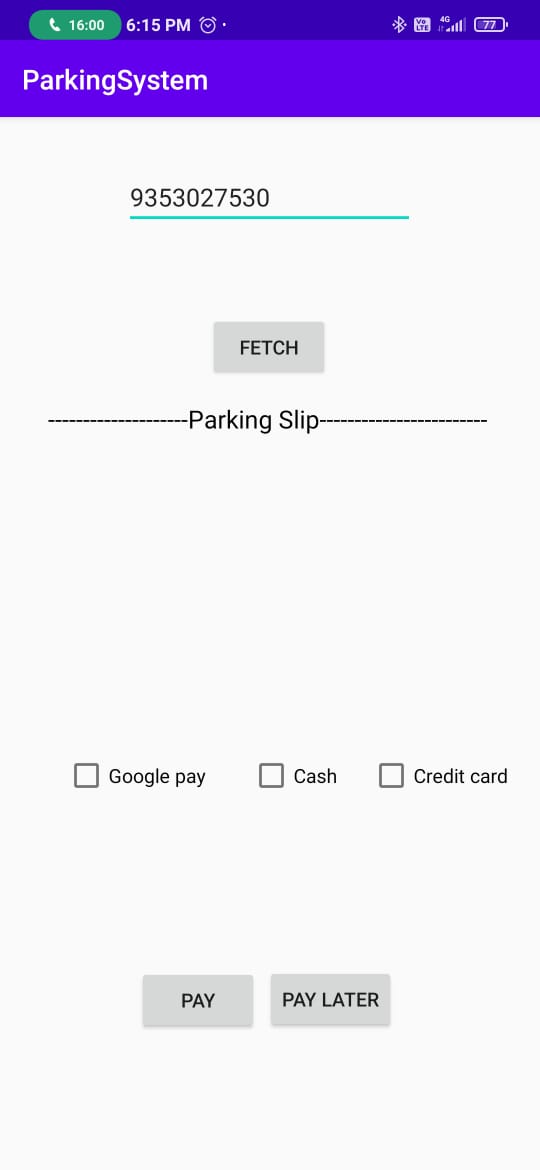 16:00 6:15 PM Vo LTE 4G 77
ParkingSystem
9353027530
FETCH
--------------------Parking Slip------------------------
Google pay Cash Credit card
PAY PAY LATER